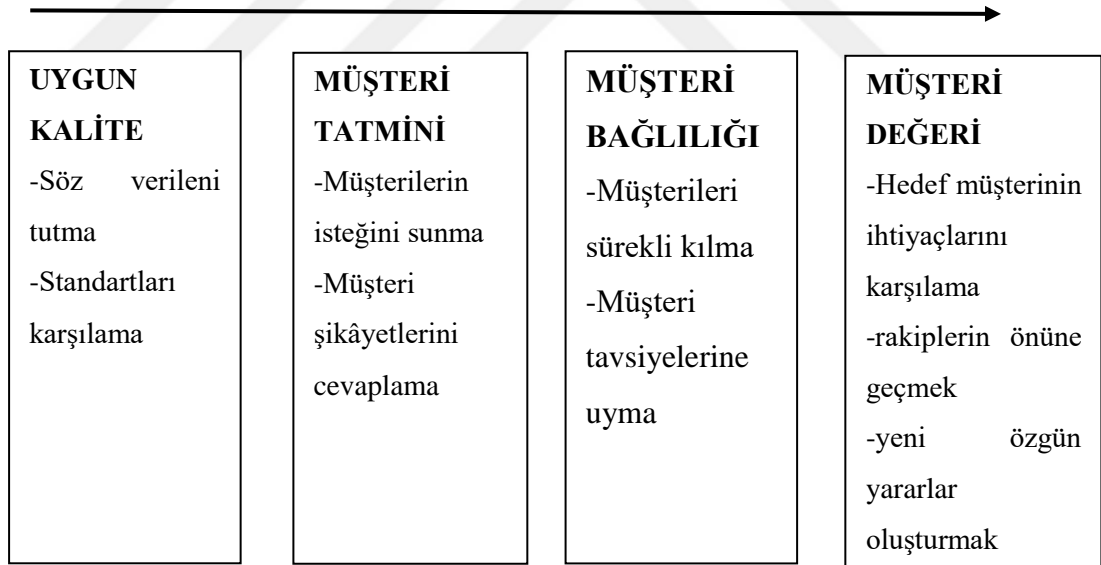 UYGUN
KALİTE
-Söz verileni
tutma
-Standartları
karşılama
MÜŞTERİ
TATMİNİ
-Müşterilerin
isteğini sunma
-Müşteri
şikâyetlerini
cevaplama
MÜŞTERİ
BAĞLILIĞI
-Müşterileri
sürekli kılma
-Müşteri
tavsiyelerine
uyma
MÜŞTERİ
DEĞERİ
-Hedef müşterinin
ihtiyaçlarını
karşılama
-rakiplerin önüne
geçmek
-yeni özgün
yararlar
oluşturmak